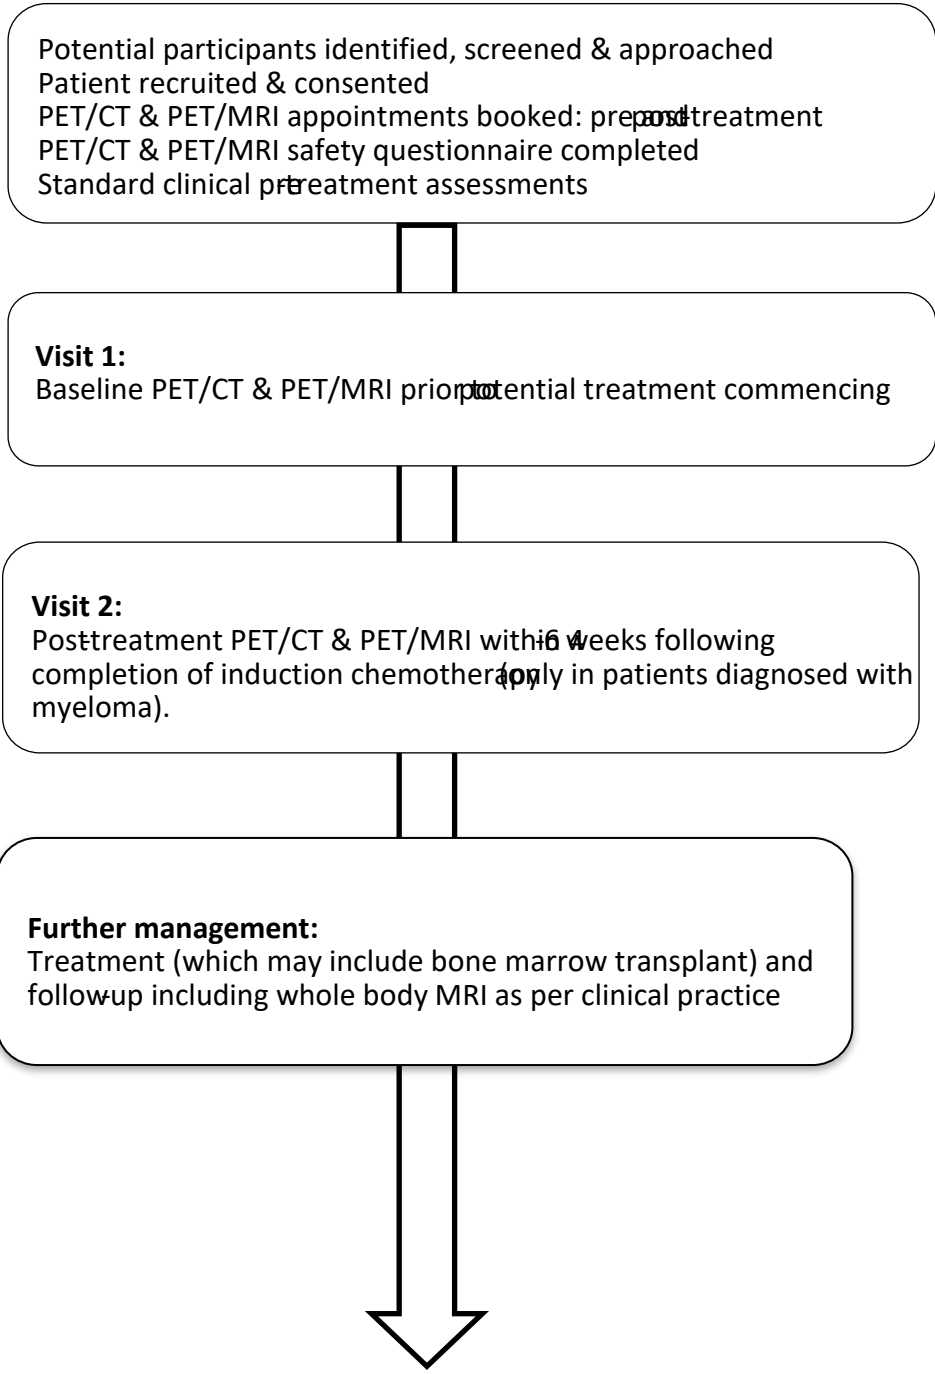 Potential participants identified, screened & approached
Patient recruited & consented
PET/CT & PET/MRI appointments booked: pre and post-treatment
PET/CT & PET/MRI safety questionnaire completed
Standard clinical pre-treatment assessments
Visit 1:
Baseline PET/CT & PET/MRI prior to potential treatment commencing
Visit 2:
Post-treatment PET/CT & PET/MRI within 4-6 weeks following
completion of induction chemotherapy (only in patients diagnosed with
myeloma).
Further management:
Treatment (which may include bone marrow transplant) and
follow-up including whole body MRI as per clinical practice